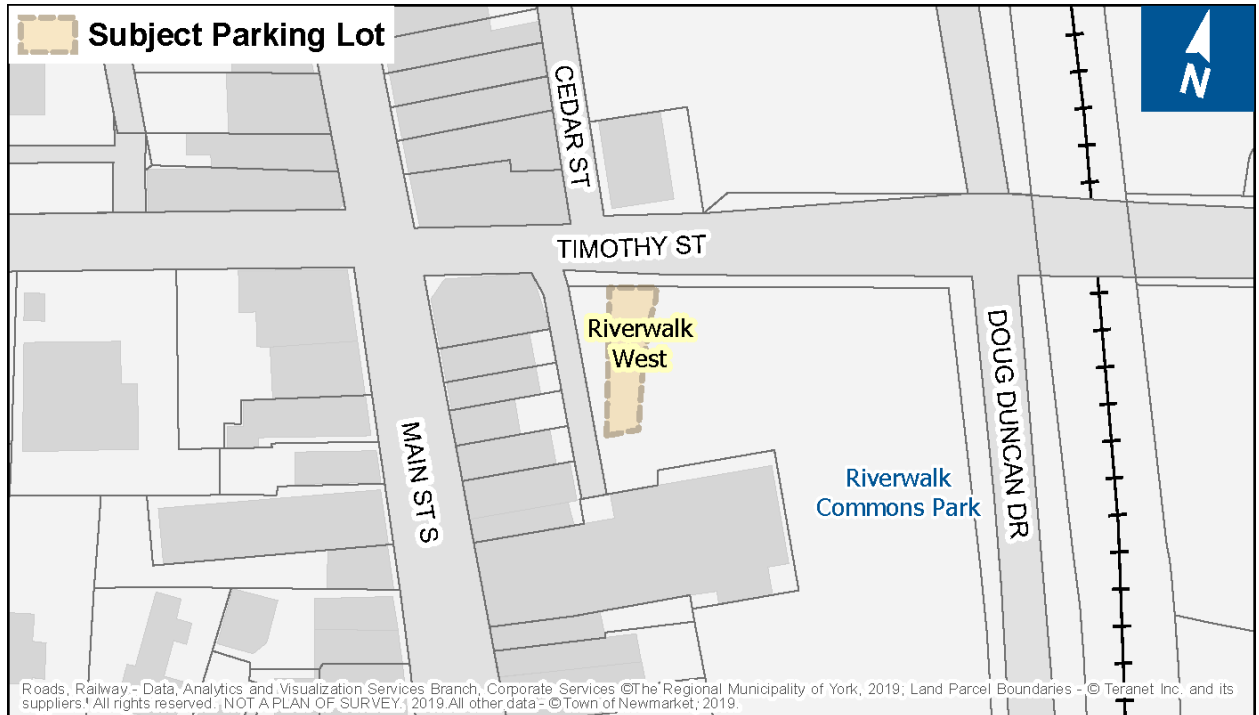 Subject Parking Lot
N
CEDAR ST
TIMOTHY ST
Riverwalk
West
MAIN ST S
DOUG DUNCAN DR
Riverwalk
Commons Park
Roads, Railway - Data, Analytics and Visualization Services Branch, Corporate Services ©The Regional Municipality of York, 2019; Land Parcel Boundaries - © Teranet Inc. and its
suppliers. All rights reserved. NOT A PLAN OF SURVEY. 2019.All other data - © Town of Newmarket, 2019.